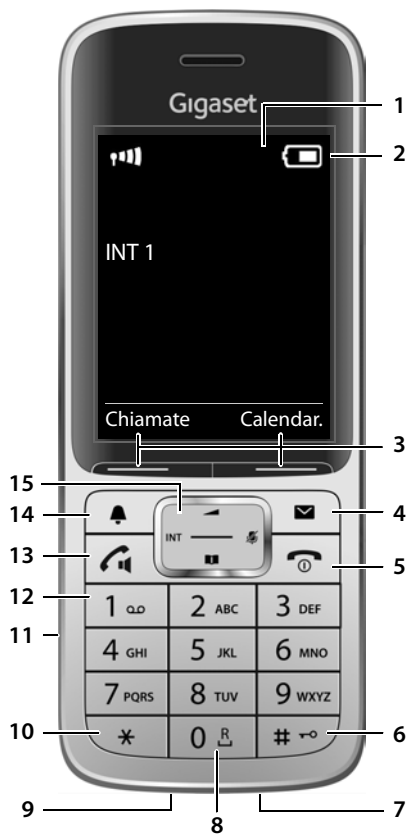 Gigaset
1
2
INT 1
Chiamate Calendar.
3
15
14
4
INT
13
5
12
1 2 ABC 3 DEF
11
4 GHI 5 JKL 6 MNO
7 PQRS 8 TUV 9 WXYZ
10
* 0 R #
6
9
8
7